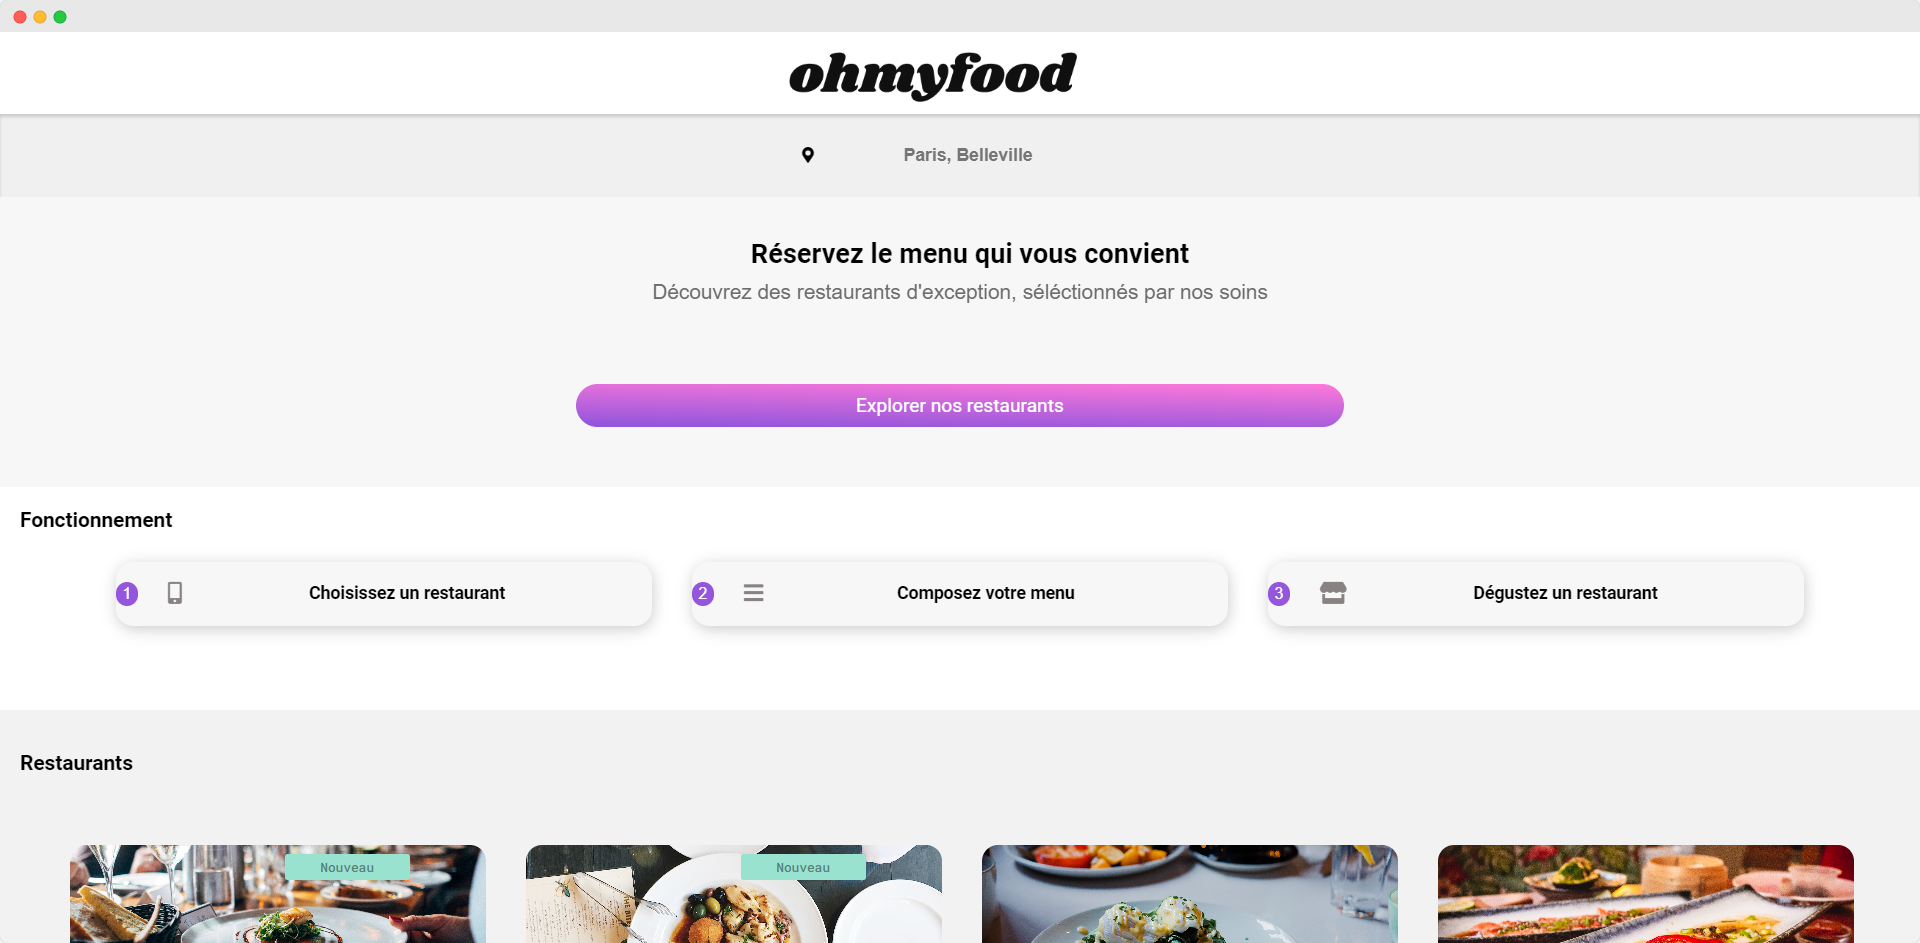 ohmyfood
Paris, Belleville
Réservez le menu qui vous convient
Découvrez des restaurants d'exception, séléctionnés par nos soins
Explorer nos restaurants
Fonctionnement
1 Choisissez un restaurant
2 Composez votre menu
3 Dégustez un restaurant
Restaurants
Nouveau
Nouveau